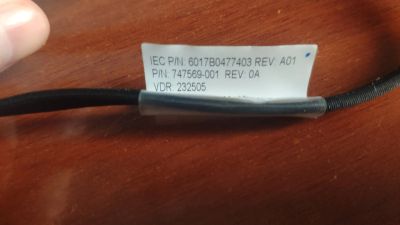 IEC P/N: 6017B0477403 REV: A01
P/N: 747569-001 REV: 0A
VDR: 232505